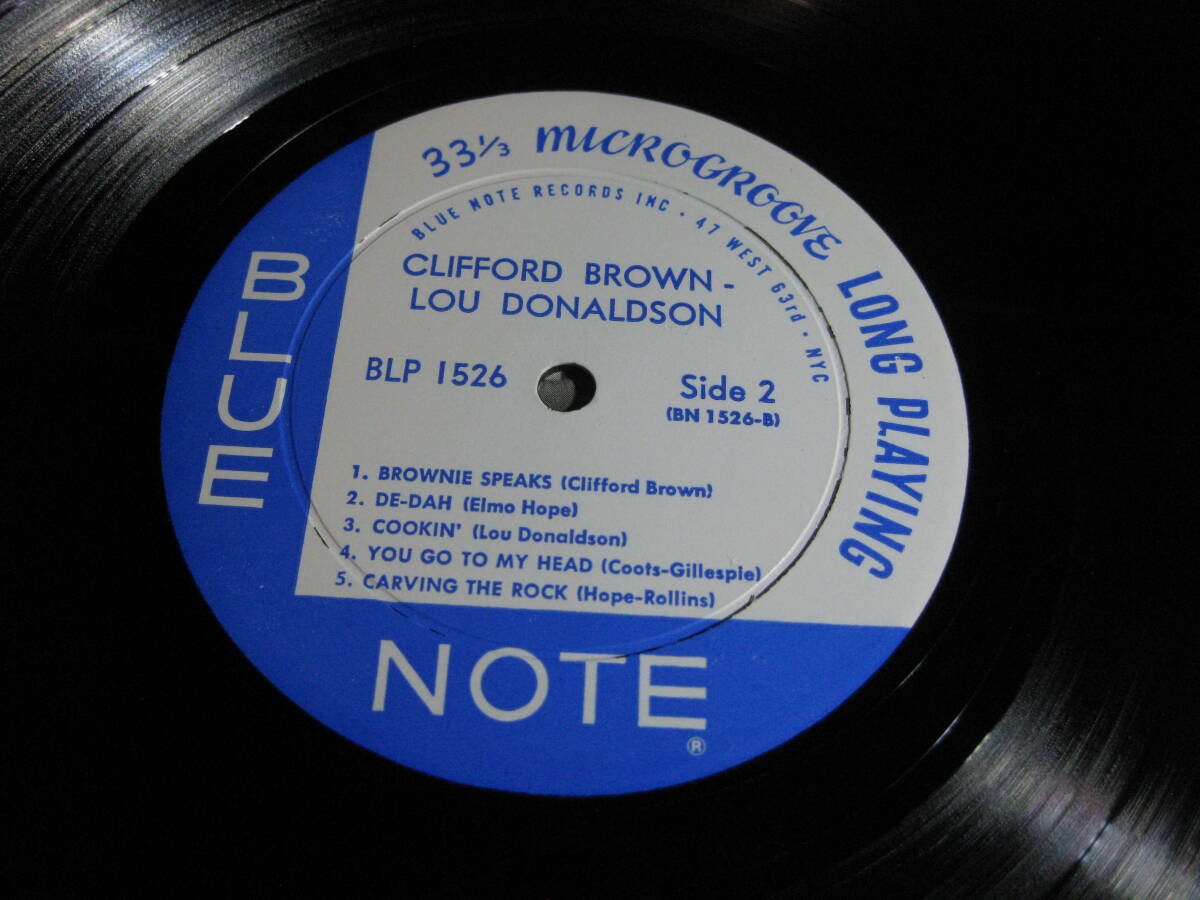 33⅓ MICROGROOVE LONG PLAYING
BLUE NOTE RECORDS INC · 47 WEST 63rd · NYC
CLIFFORD BROWN -
LOU DONALDSON
BLP 1526
Side 2
(BN 1526-B)
1. BROWNIE SPEAKS (Clifford Brown)
2. DE-DAH (Elmo Hope)
3. COOKIN' (Lou Donaldson)
4. YOU GO TO MY HEAD (Coots-Gillespie)
5. CARVING THE ROCK (Hope-Rollins)
BLUE
NOTE
®